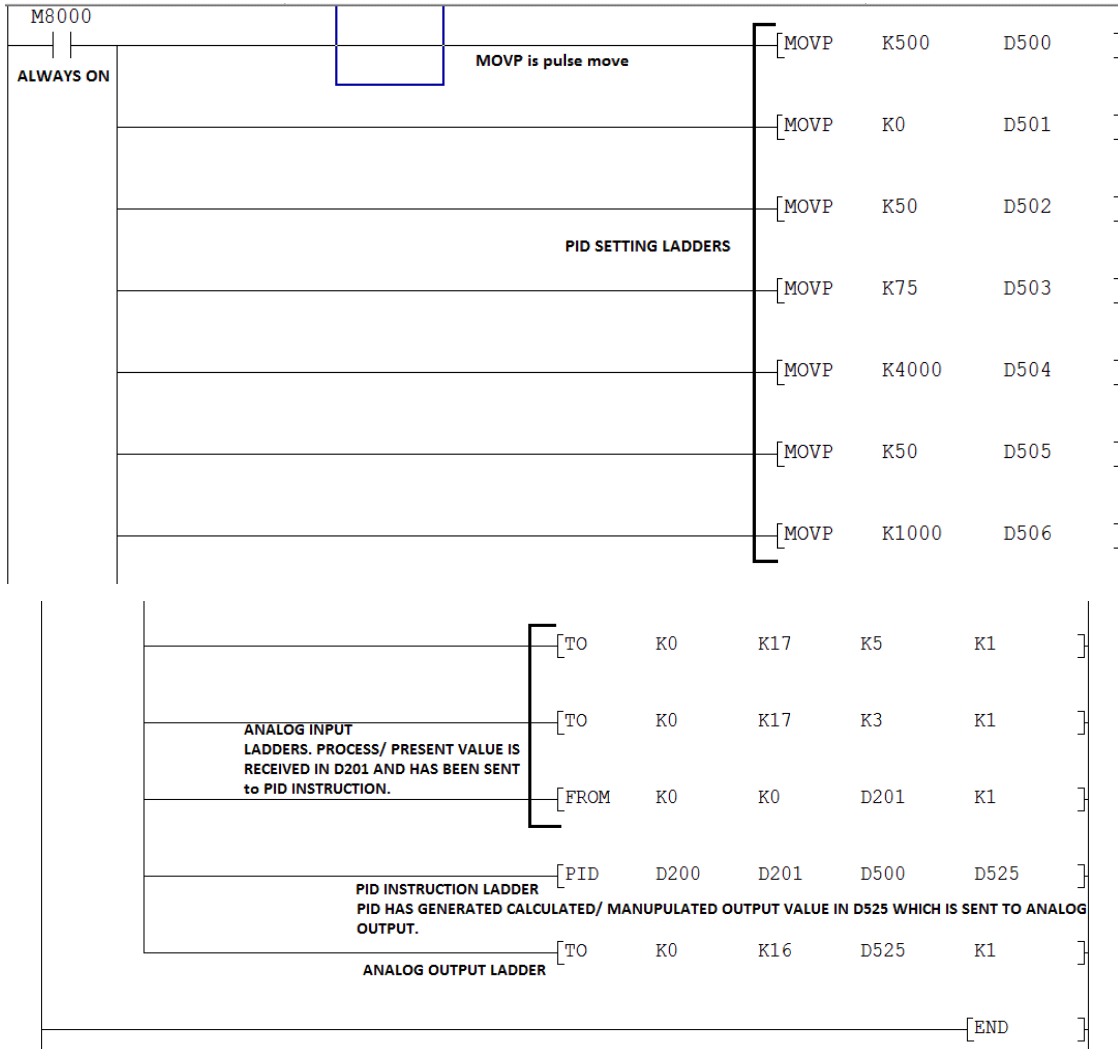 M8000
ALWAYS ON
MOVP is pulse move
[MOVP K500 D500 ]
[MOVP K0 D501 ]
[MOVP K50 D502 ]
PID SETTING LADDERS
[MOVP K75 D503 ]
[MOVP K4000 D504 ]
[MOVP K50 D505 ]
[MOVP K1000 D506 ]
[TO K0 K17 K5 K1 ]
[TO K0 K17 K3 K1 ]
ANALOG INPUT
LADDERS. PROCESS/ PRESENT VALUE IS
RECEIVED IN D201 AND HAS BEEN SENT
to PID INSTRUCTION.
[FROM K0 K0 D201 K1 ]
[PID D200 D201 D500 D525 ]
PID INSTRUCTION LADDER
PID HAS GENERATED CALCULATED/ MANUPULATED OUTPUT VALUE IN D525 WHICH IS SENT TO ANALOG
OUTPUT.
[TO K0 K16 D525 K1 ]
ANALOG OUTPUT LADDER
[END ]